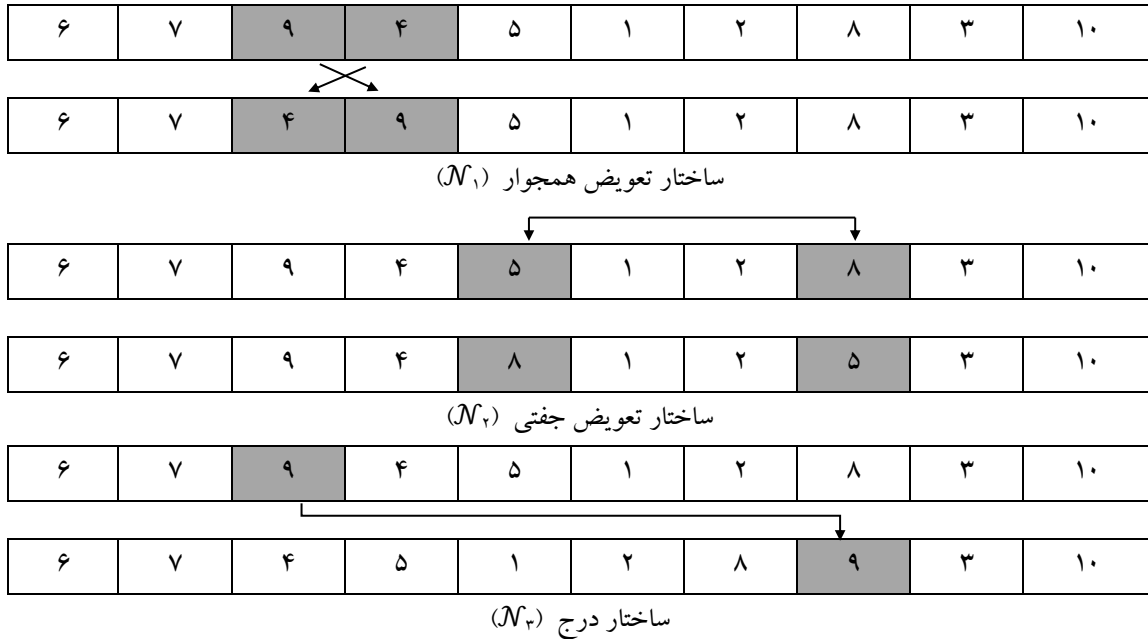 ۶ ۷ ۹ ۴ ۵ ۱ ۲ ۸ ۳ ۱۰
۶ ۷ ۴ ۹ ۵ ۱ ۲ ۸ ۳ ۱۰
ساختار تعویض همجوار (𝒩۱)
۶ ۷ ۹ ۴ ۵ ۱ ۲ ۸ ۳ ۱۰
۶ ۷ ۹ ۴ ۸ ۱ ۲ ۵ ۳ ۱۰
ساختار تعویض جفتی (𝒩۲)
۶ ۷ ۹ ۴ ۵ ۱ ۲ ۸ ۳ ۱۰
۶ ۷ ۴ ۵ ۱ ۲ ۸ ۹ ۳ ۱۰
ساختار درج (𝒩۳)